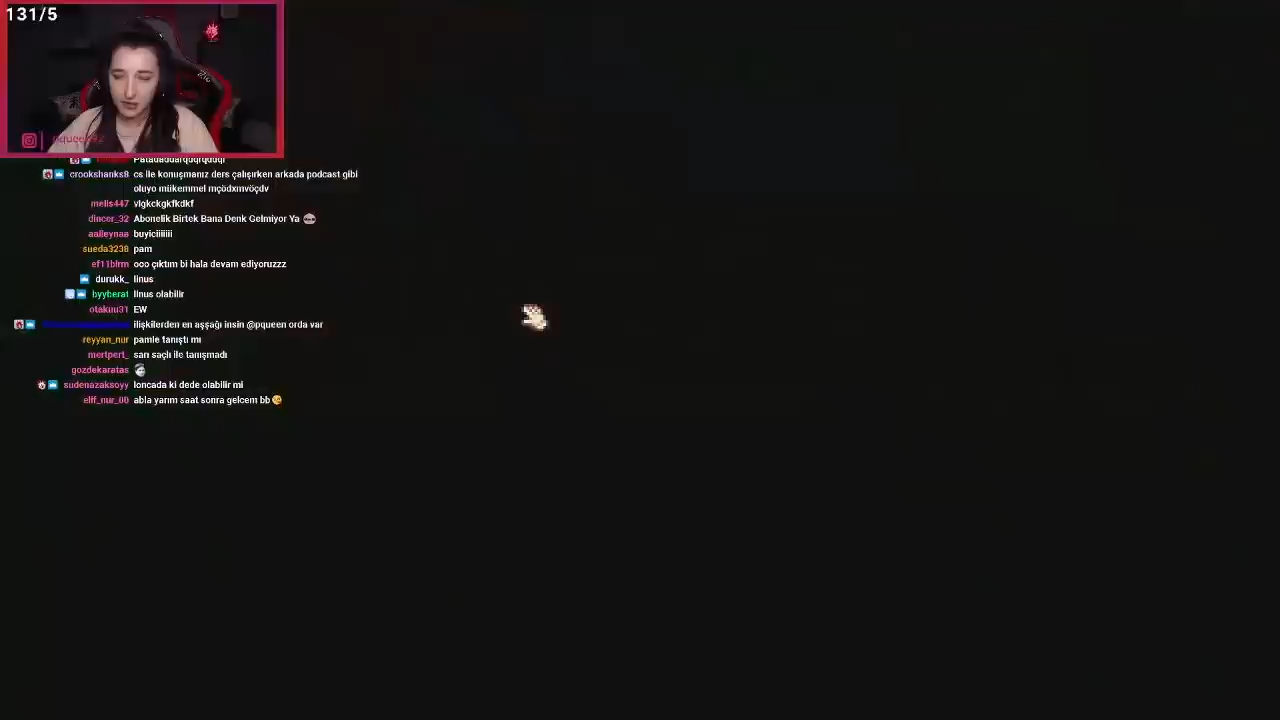 131/5
crookshanks8 cs ile konuşmanız ders çalışırken arkada podcast gibi
oluyo mükemmel mçödxmvöçdv
melis447 vlgkckgkfkdkf
dincer_32 Abonelik Birtek Bana Denk Gelmiyor Ya
aaileynaa buyiciiiiiii
sueda3238 pam
ef11blrm ooo çıktım bi hala devam ediyoruzzz
durukk_ linus
byyberat linus olabilir
otakuu31 EW
ilişkilerden en aşşağı insin @pqueen orda var
reyyan_nur pamle tanıştı mı
mertpert_ sarı saçlı ile tanışmadı
gozdekaratas
sudenazaksoyy loncada ki dede olabilir mi
elif_nur_00 abla yarım saat sonra gelcem bb